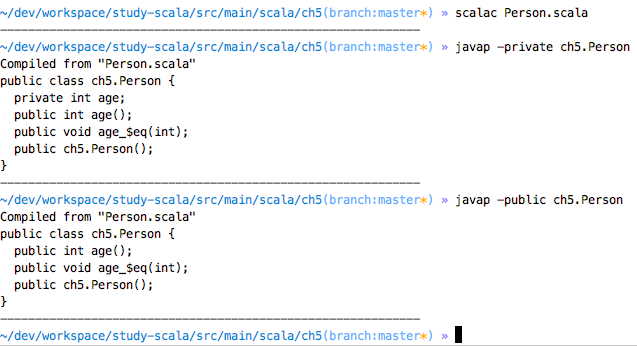 ~/dev/workspace/study-scala/src/main/scala/ch5(branch:master*) » scalac Person.scala
------------------------------------------------------------
~/dev/workspace/study-scala/src/main/scala/ch5(branch:master*) » javap -private ch5.Person
Compiled from "Person.scala"
public class ch5.Person {
  private int age;
  public int age();
  public void age_$eq(int);
  public ch5.Person();
}
------------------------------------------------------------
~/dev/workspace/study-scala/src/main/scala/ch5(branch:master*) » javap -public ch5.Person
Compiled from "Person.scala"
public class ch5.Person {
  public int age();
  public void age_$eq(int);
  public ch5.Person();
}
------------------------------------------------------------
~/dev/workspace/study-scala/src/main/scala/ch5(branch:master*) »